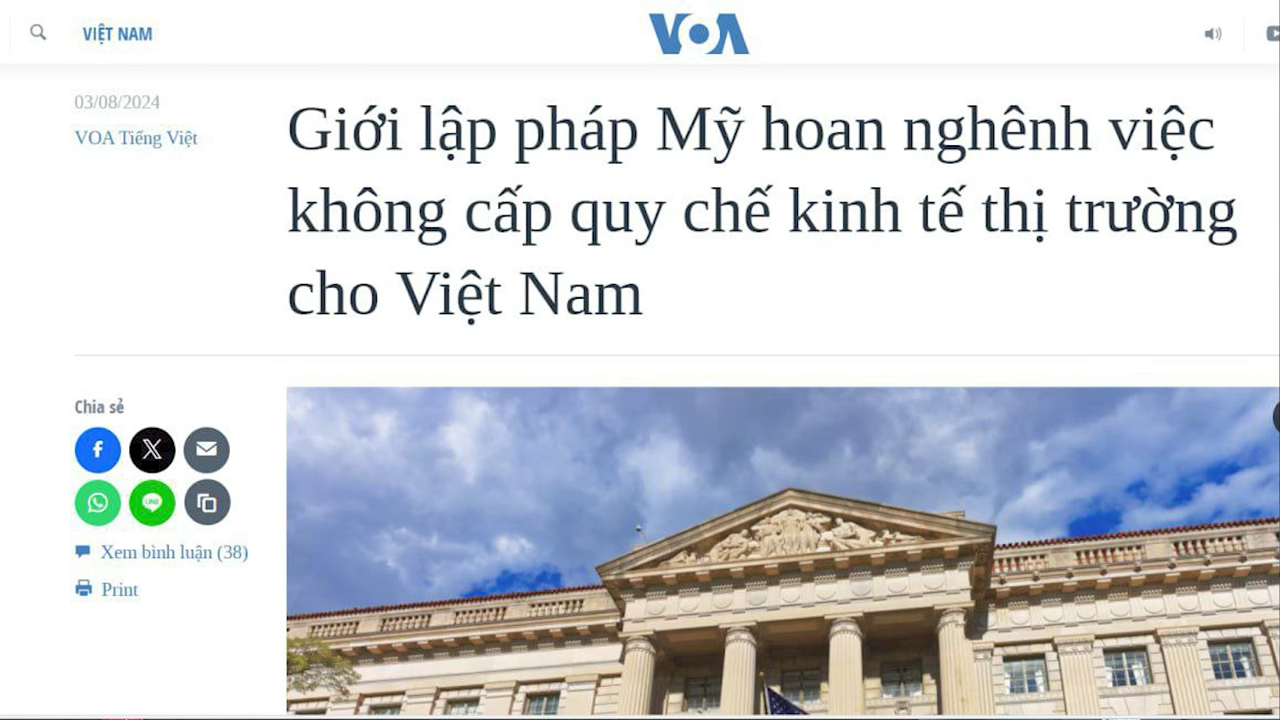 VIỆT NAM
VOA
03/08/2024
VOA Tiếng Việt
Giới lập pháp Mỹ hoan nghênh việc
không cấp quy chế kinh tế thị trường
cho Việt Nam
Chia sẻ
LINE
Xem bình luận (38)
Print